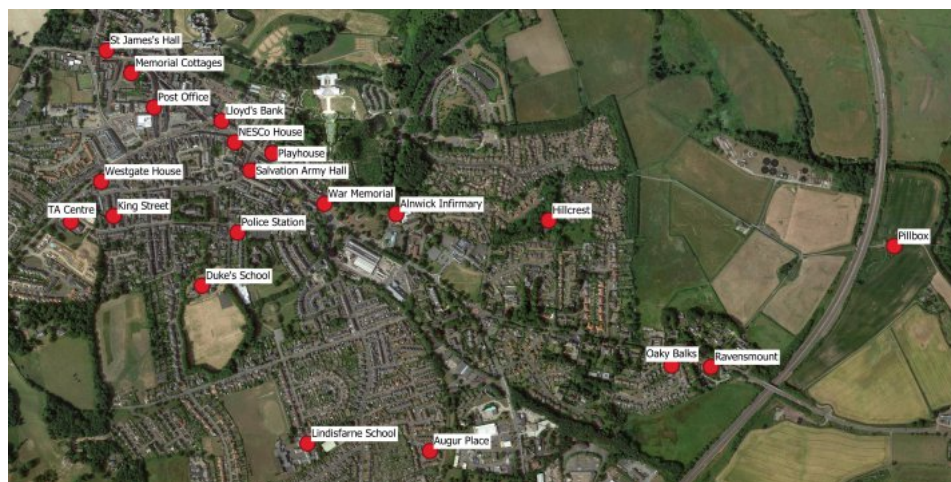 St James's Hall
Memorial Cottages
Post Office
Lloyd's Bank
NESCo House
Playhouse
Salvation Army Hall
Westgate House
War Memorial
Alnwick Infirmary
TA Centre
King Street
Police Station
Hillcrest
Pillbox
Duke's School
Oaky Balks
Ravensmount
Lindisfarne School
Augur Place